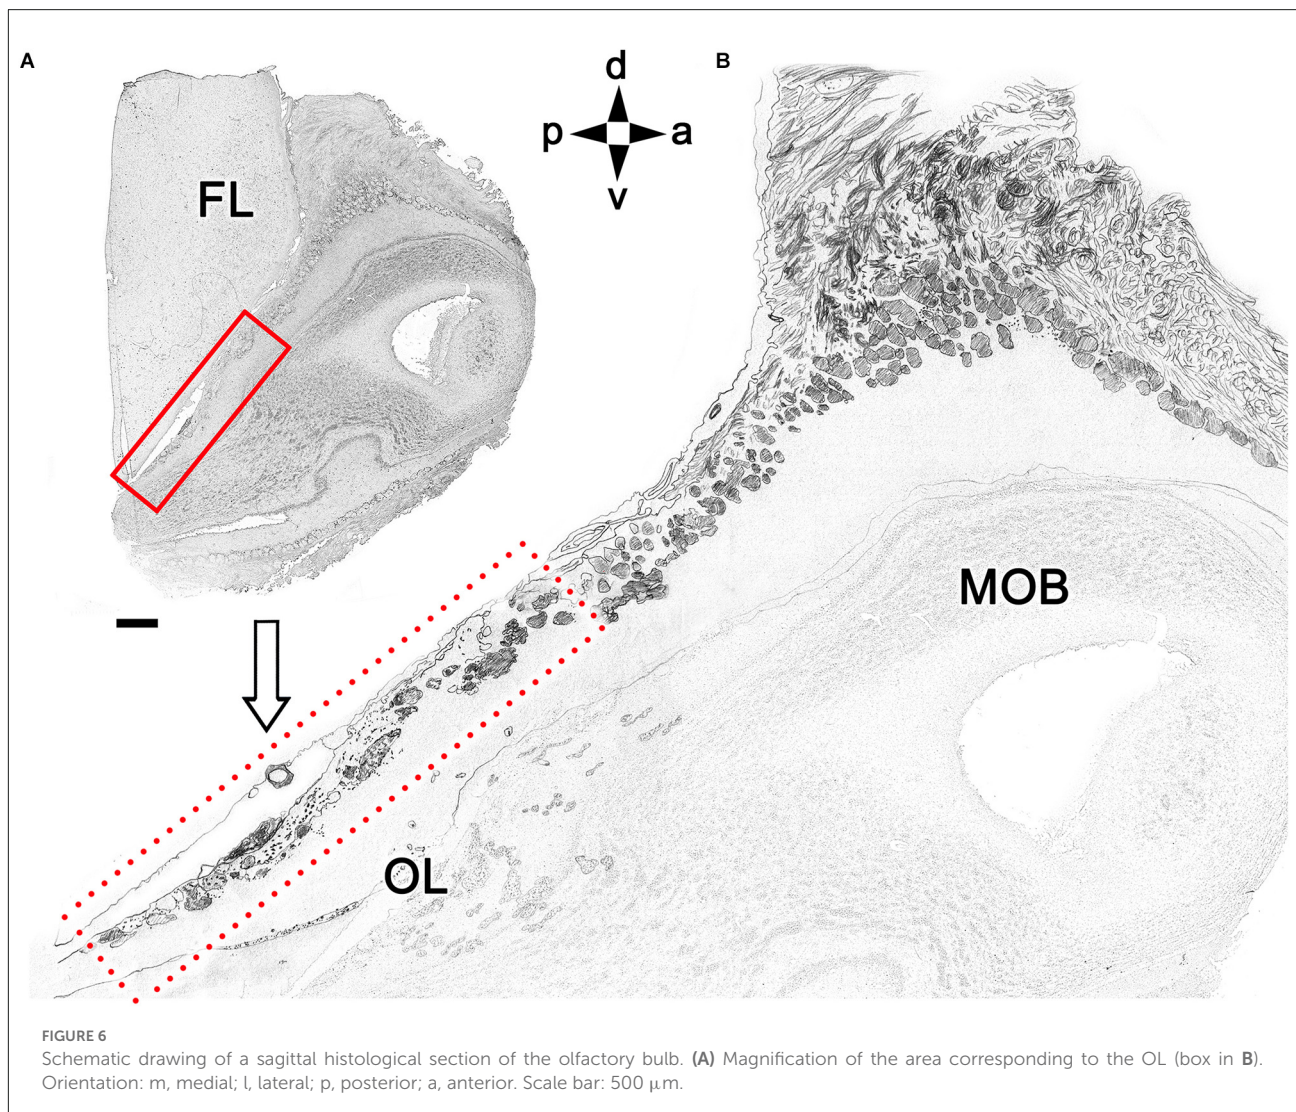 A
B
d
p a
v
FL
MOB
OL
FIGURE 6
Schematic drawing of a sagittal histological section of the olfactory bulb. (A) Magnification of the area corresponding to the OL (box in B).
Orientation: m, medial; l, lateral; p, posterior; a, anterior. Scale bar: 500 μm.